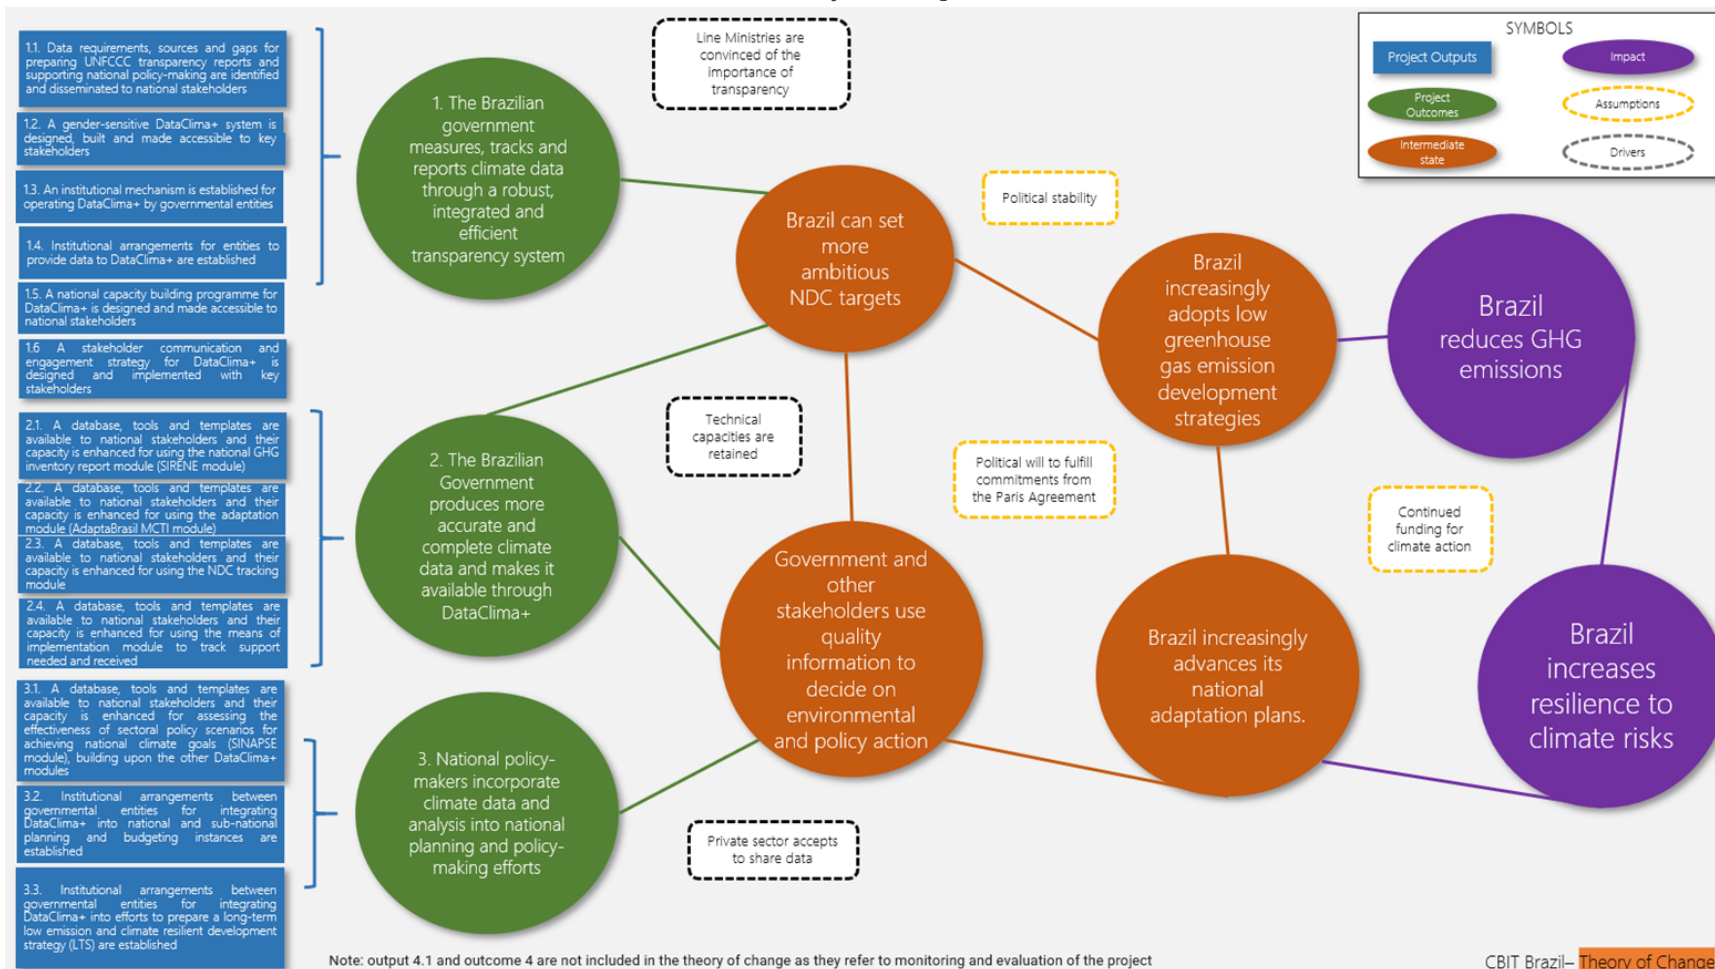 1.1. Data requirements, sources and gaps for
preparing UNFCCC transparency reports and
supporting national policy-making are identified
and disseminated to national stakeholders
1.2. A gender-sensitive DataClima+ system is
designed, built and made accessible to key
stakeholders
1.3. An institutional mechanism is established for
operating DataClima+ by governmental entities
1.4. Institutional arrangements for entities to
provide data to DataClima+ are established
1.5. A national capacity building programme for
DataClima+ is designed and made accessible to
national stakeholders
1.6 A stakeholder communication and
engagement strategy for DataClima+ is
designed and implemented with key
stakeholders
2.1. A database, tools and templates are
available to national stakeholders and their
capacity is enhanced for using the national GHG
inventory report module (SIRENE module)
2.2. A database, tools and templates are
available to national stakeholders and their
capacity is enhanced for using the adaptation
module (AdaptaBrasil MCTI module)
2.3. A database, tools and templates are
available to national stakeholders and their
capacity is enhanced for using the NDC tracking
module
2.4. A database, tools and templates are
available to national stakeholders and their
capacity is enhanced for using the means of
implementation module to track support
needed and received
3.1. A database, tools and templates are
available to national stakeholders and their
capacity is enhanced for assessing the
effectiveness of sectoral policy scenarios for
achieving national climate goals (SINAPSE
module), building upon the other DataClima+
modules
3.2. Institutional arrangements between
governmental entities for integrating
DataClima+ into national and sub-national
planning and budgeting instances are
established
3.3. Institutional arrangements between
governmental entities for integrating
DataClima+ into efforts to prepare a long-term
low emission and climate resilient development
strategy (LTS) are established
1. The Brazilian
government
measures, tracks and
reports climate data
through a robust,
integrated and
efficient
transparency system
2. The Brazilian
Government
produces more
accurate and
complete climate
data and makes it
available through
DataClima+
3. National policy-
makers incorporate
climate data and
analysis into national
planning and policy-
making efforts
Line Ministries are
convinced of the
importance of
transparency
Brazil can set
more
ambitious
NDC targets
Technical
capacities are
retained
Government and
other
stakeholders use
quality
information to
decide on
environmental
and policy action
Private sector accepts
to share data
Political stability
Political will to fulfill
commitments from
the Paris Agreement
Brazil
increasingly
adopts low
greenhouse
gas emission
development
strategies
Brazil increasingly
advances its
national
adaptation plans.
Continued
funding for
climate action
Brazil
reduces GHG
emissions
Brazil
increases
resilience to
climate risks
SYMBOLS
Project Outputs
Impact
Project
Outcomes
Assumptions
Intermediate
state
Drivers
Note: output 4.1 and outcome 4 are not included in the theory of change as they refer to monitoring and evaluation of the project
CBIT Brazil– Theory of Change